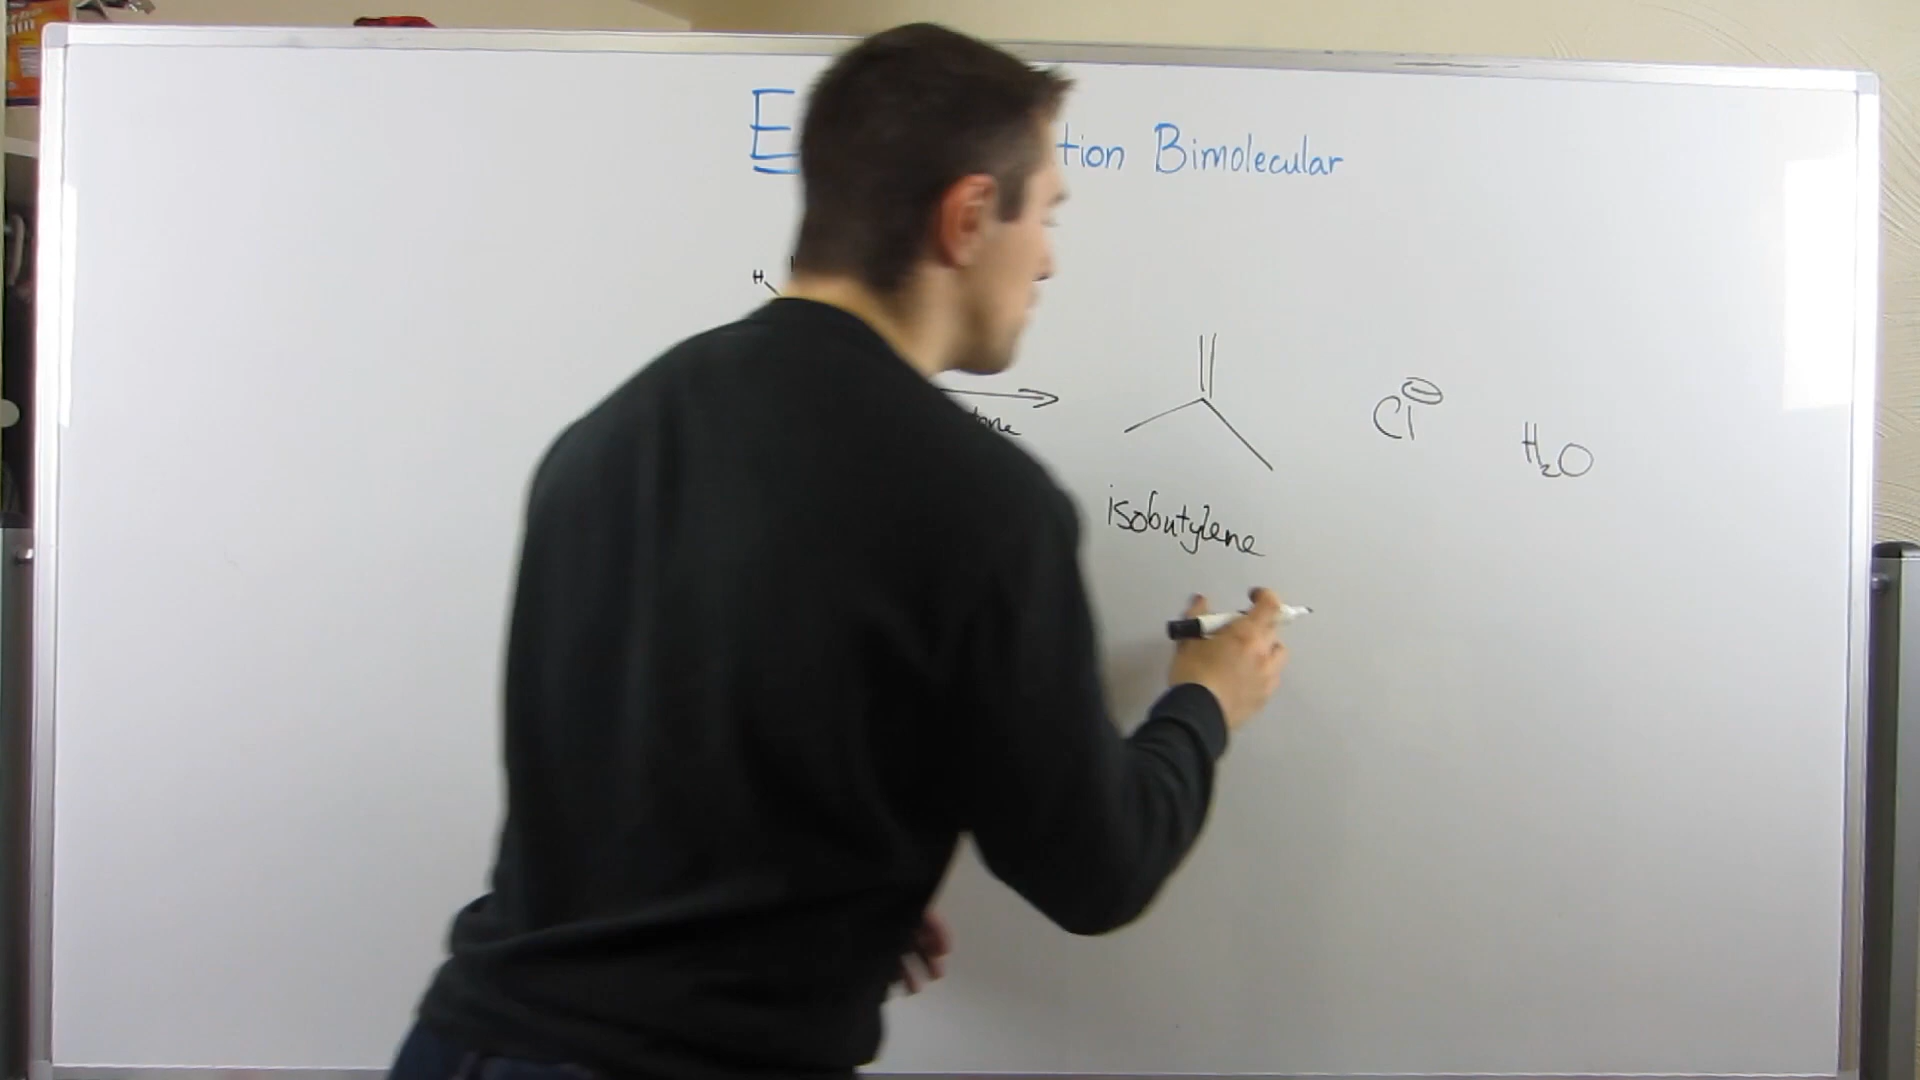 E tion Bimolecular
H
Cl⊖
H₂O
isobutylene